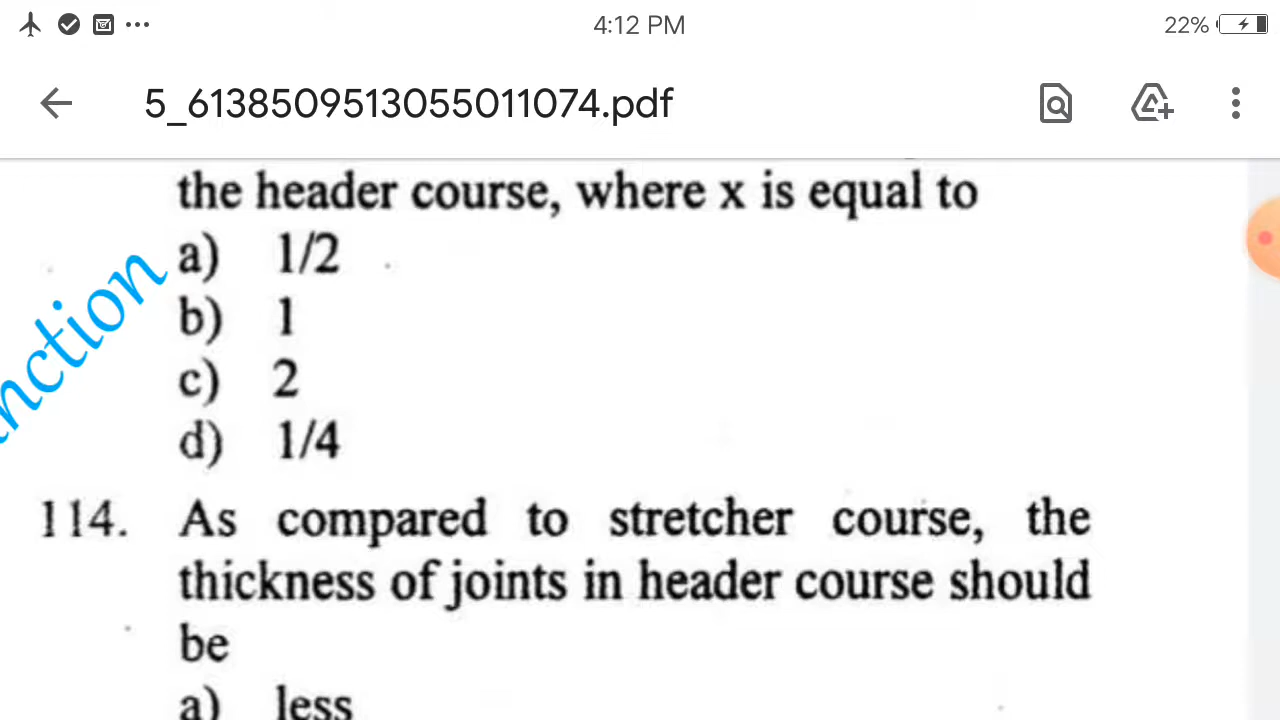 4:12 PM
22%
5_6138509513055011074.pdf
the header course, where x is equal to
a) 1/2
b) 1
c) 2
d) 1/4
nction
114. As compared to stretcher course, the
thickness of joints in header course should
be
a) less